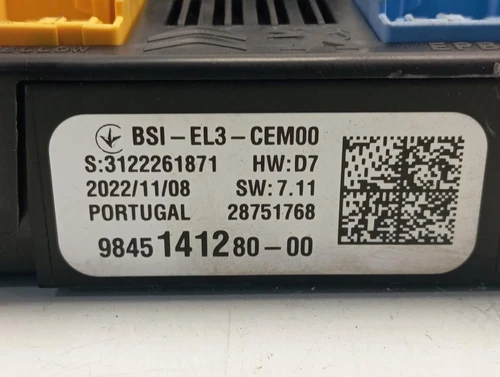 BSI-EL3-CEM00
S:3122261871 HW:D7
2022/11/08 SW:7.11
PORTUGAL 28751768
9845141280-00